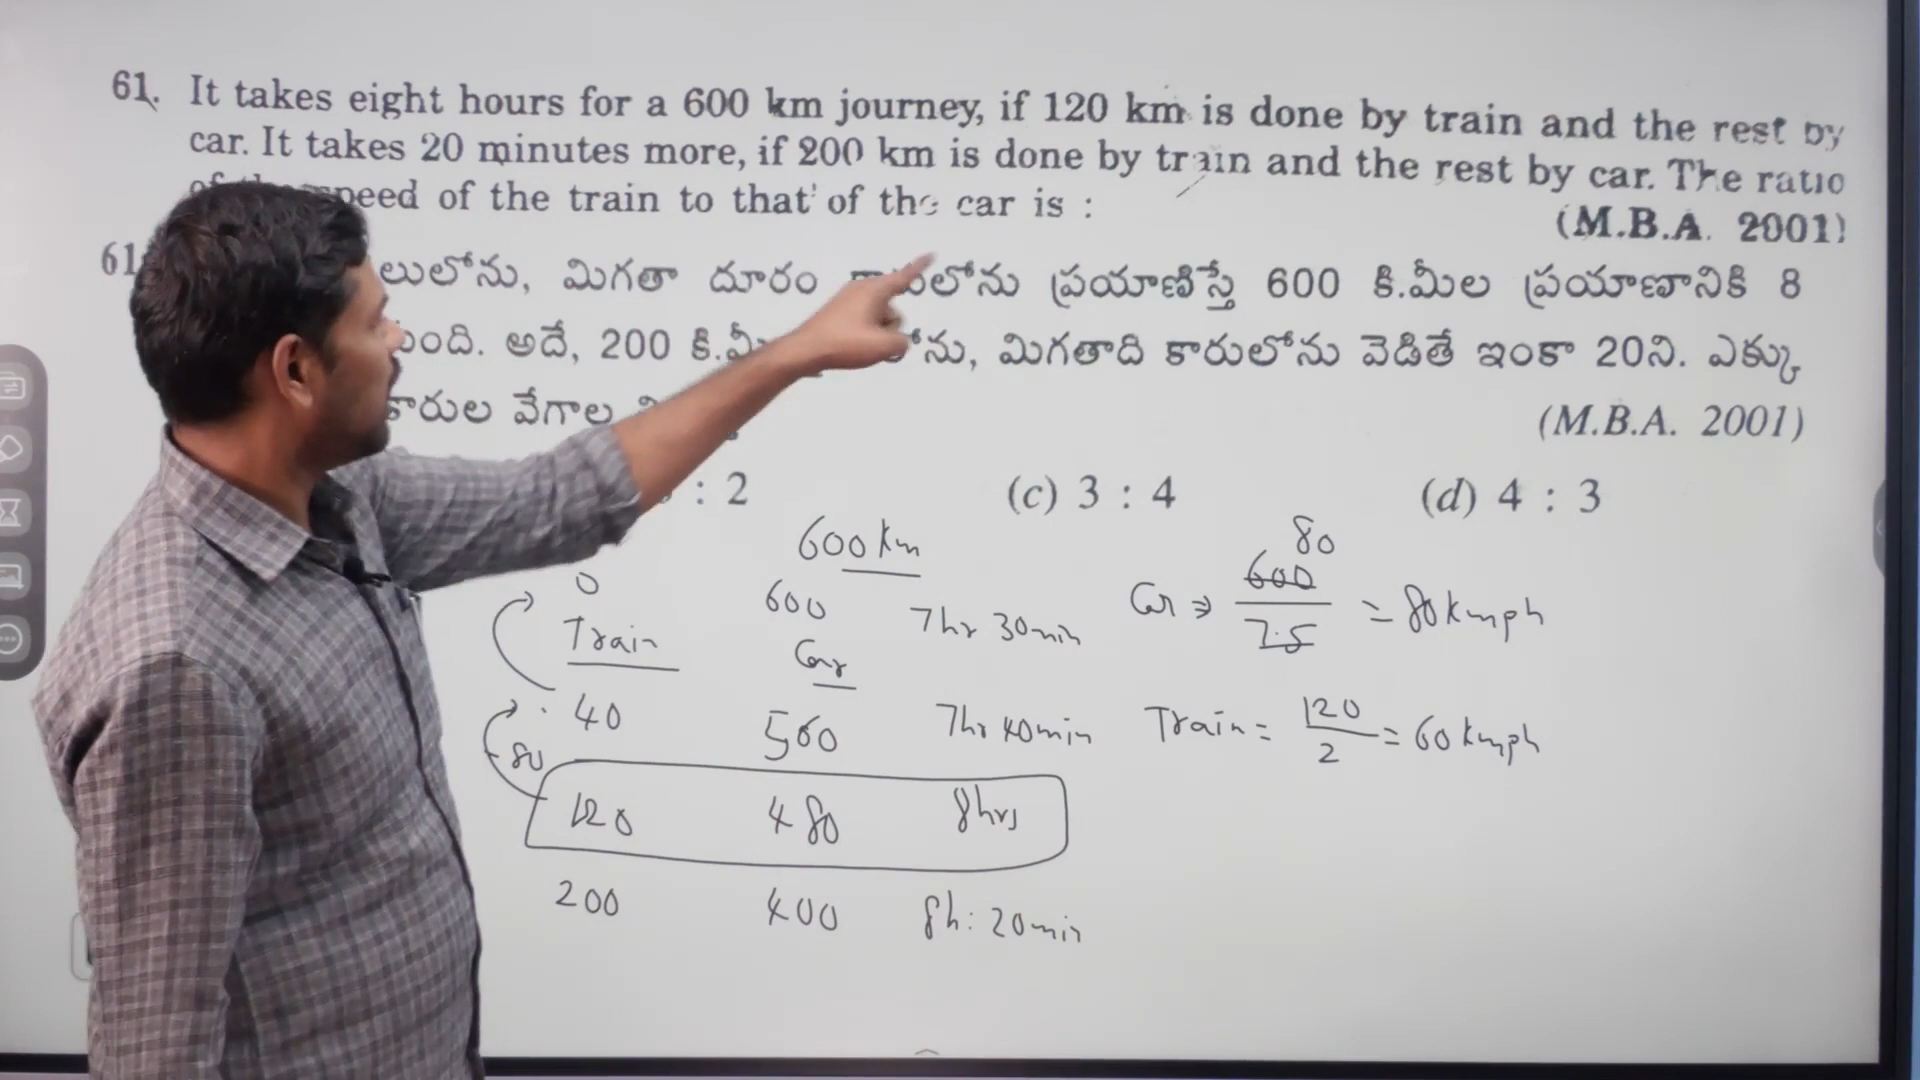 61. It takes eight hours for a 600 km journey, if 120 km is done by train and the rest by
car. It takes 20 minutes more, if 200 km is done by train and the rest by car. The ratio
speed of the train to that of the car is :
(M.B.A. 2001)
61
లులోను, మిగతా దూరం కారులోను ప్రయాణిస్తే 600 కి.మీల ప్రయాణానికి 8
అదే, 200 కి.మీ మిగతాది కారులోను వెడితే ఇంకా 20ని. ఎక్కు
కారుల వేగాల
(M.B.A. 2001)
: 2 (c) 3 : 4 (d) 4 : 3
600 km
0 600 7hr 30min
Train Car
40 560 7hr 40min
-80
120 480 8hrs
200 400 8h: 20min
80
Car ⇒ 600/7.5 = 80 kmph
Train = 120/2 = 60 kmph